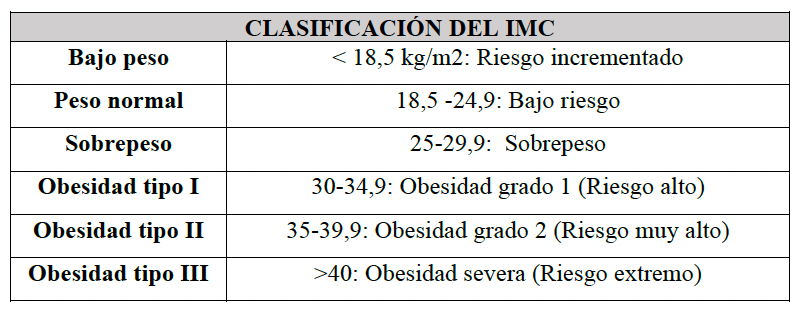 CLASIFICACIÓN DEL IMC
Bajo peso < 18,5 kg/m2: Riesgo incrementado
Peso normal 18,5 -24,9: Bajo riesgo
Sobrepeso 25-29,9:  Sobrepeso
Obesidad tipo I 30-34,9: Obesidad grado 1 (Riesgo alto)
Obesidad tipo II 35-39,9: Obesidad grado 2 (Riesgo muy alto)
Obesidad tipo III >40: Obesidad severa (Riesgo extremo)